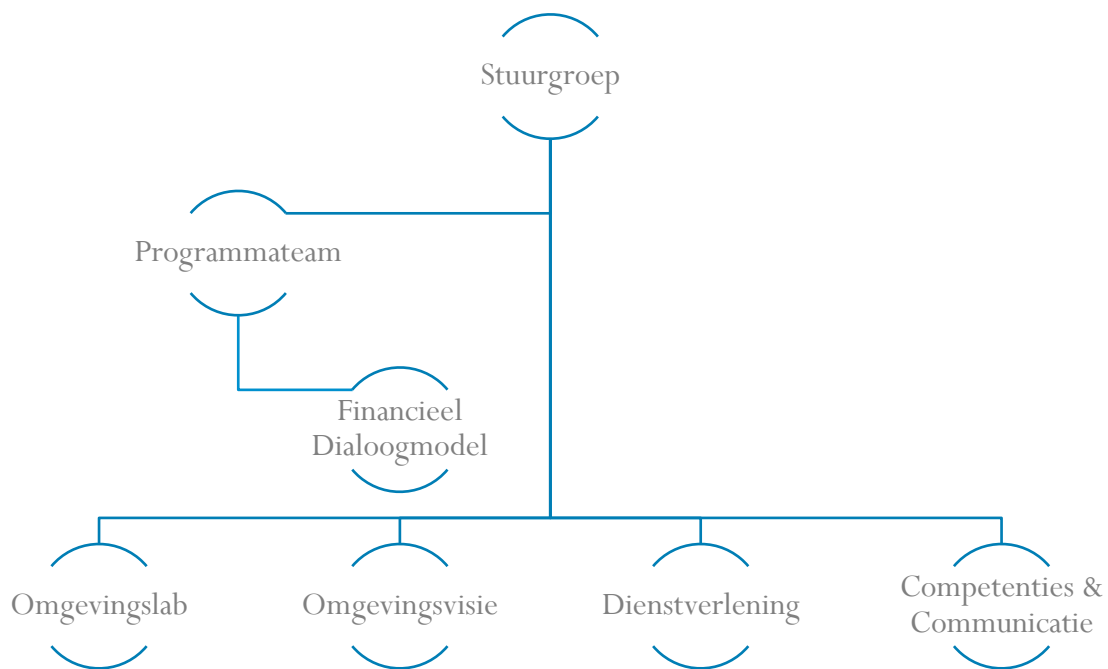 Stuurgroep
Programmateam
Financieel
Dialoogmodel
Omgevingslab
Omgevingsvisie
Dienstverlening
Competenties &
Communicatie